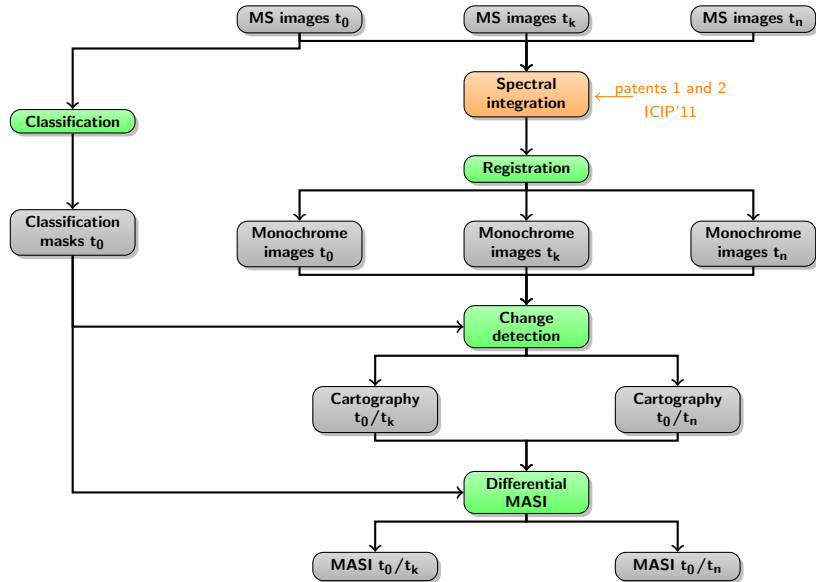 MS images t0
MS images tk
MS images tn
Spectral
integration
patents 1 and 2
ICIP'11
Classification
Registration
Classification
masks t0
Monochrome
images t0
Monochrome
images tk
Monochrome
images tn
Change
detection
Cartography
t0/tk
Cartography
t0/tn
Differential
MASI
MASI t0/tk
MASI t0/tn